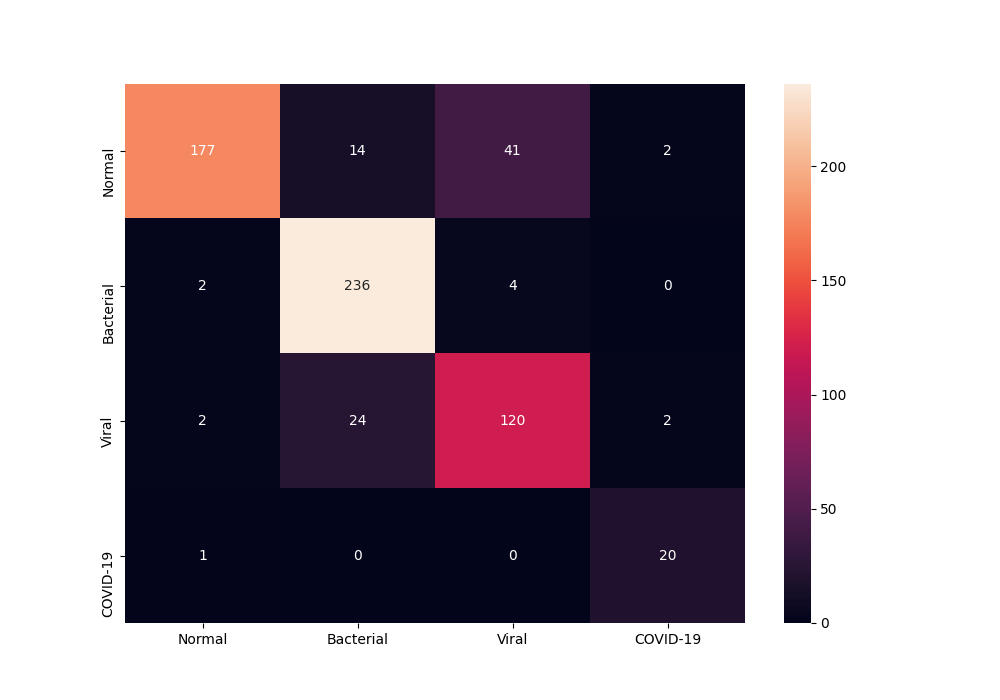 Normal 177 14 41 2
Bacterial 2 236 4 0
Viral 2 24 120 2
COVID-19 1 0 0 20
Normal Bacterial Viral COVID-19
200
150
100
50
0